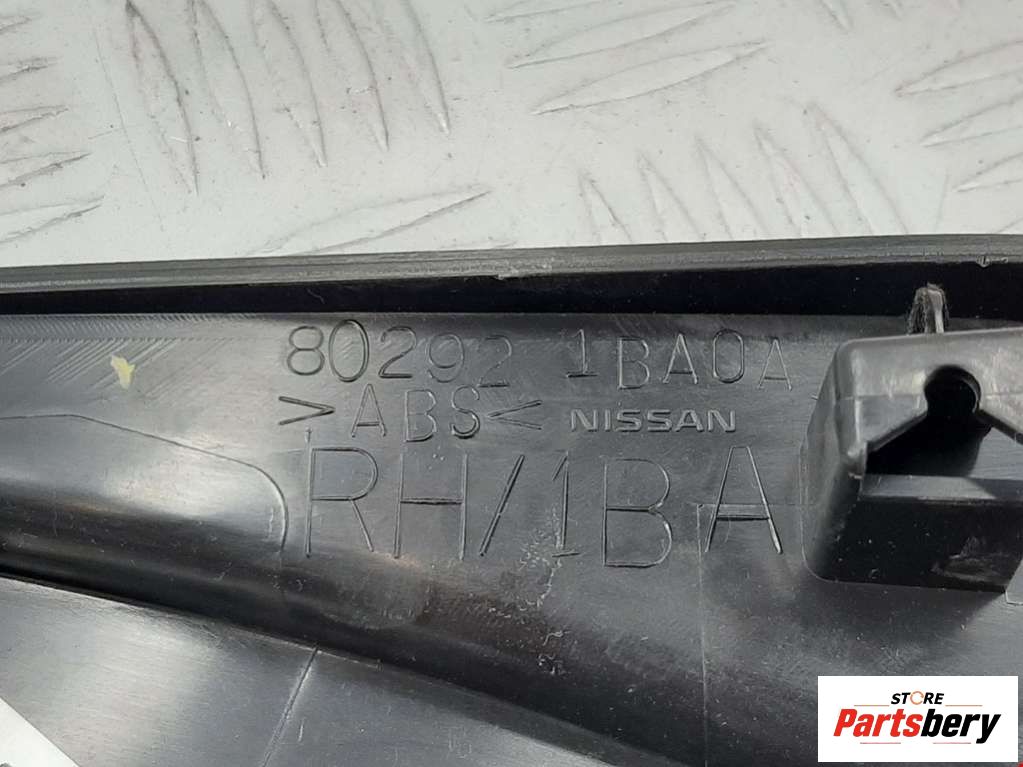 80292 1BA0A
>ABS< NISSAN
RH/1BA
STORE
Partsbery